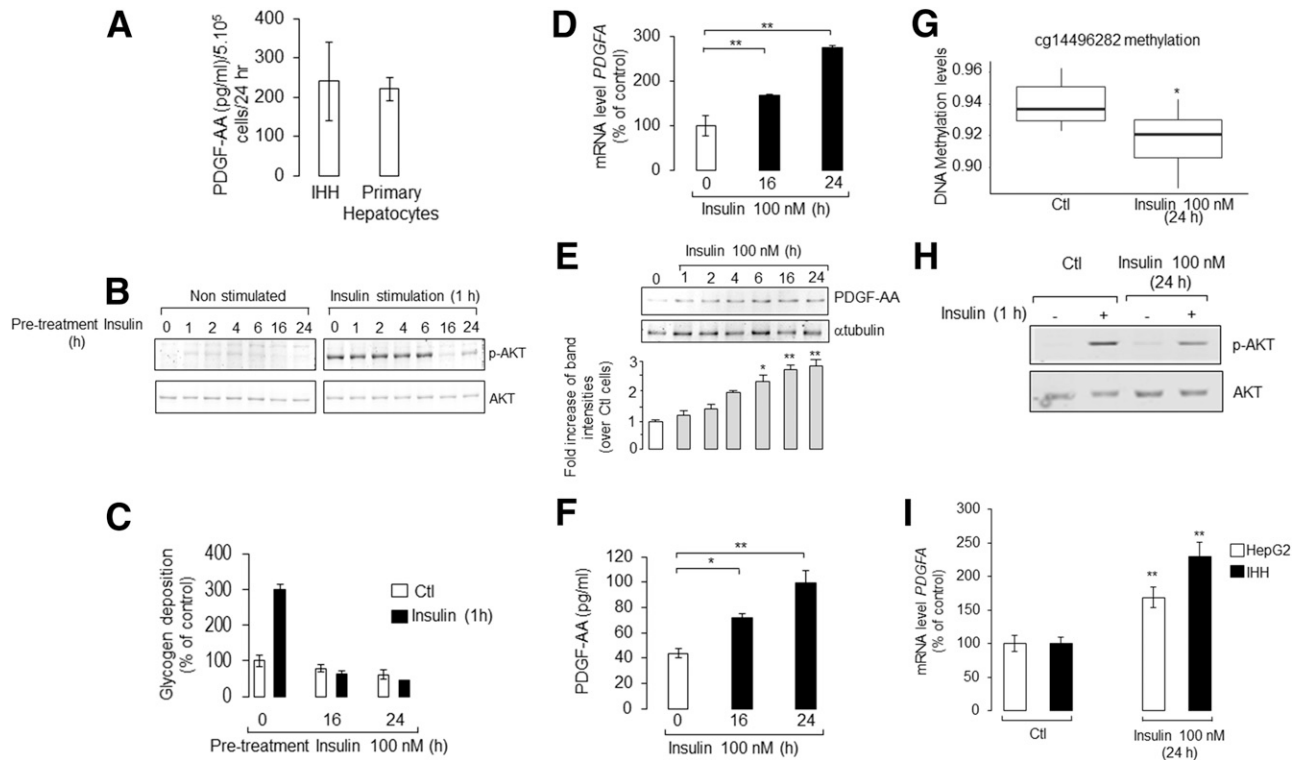 A
PDGF-AA (pg/ml)/5.10⁵
cells/24 hr
400
300
200
100
0
IHH
Primary
Hepatocytes
B
Non stimulated
Insulin stimulation (1 h)
Pre-treatment Insulin
(h)
0 1 2 4 6 16 24
0 1 2 4 6 16 24
p-AKT
AKT
C
Glycogen deposition
(% of control)
400
300
200
100
0
Ctl
Insulin (1h)
0 16 24
Pre-treatment Insulin 100 nM (h)
D
mRNA level PDGFA
(% of control)
300
200
100
0
**
**
0 16 24
Insulin 100 nM (h)
E
Insulin 100 nM (h)
0 1 2 4 6 16 24
PDGF-AA
αtubulin
Fold increase of band
intensities
(over Ctl cells)
3
2
1
0
* ** **
F
PDGF-AA (pg/ml)
120
100
80
60
40
20
0
**
*
0 16 24
Insulin 100 nM (h)
G
cg14496282 methylation
DNA Methylation levels
0.96
0.94
0.92
0.90
*
Ctl
Insulin 100 nM
(24 h)
H
Ctl
Insulin 100 nM
(24 h)
Insulin (1 h)
- + - +
p-AKT
AKT
I
mRNA level PDGFA
(% of control)
300
250
200
150
100
50
0
**
**
HepG2
IHH
Ctl
Insulin 100 nM
(24 h)